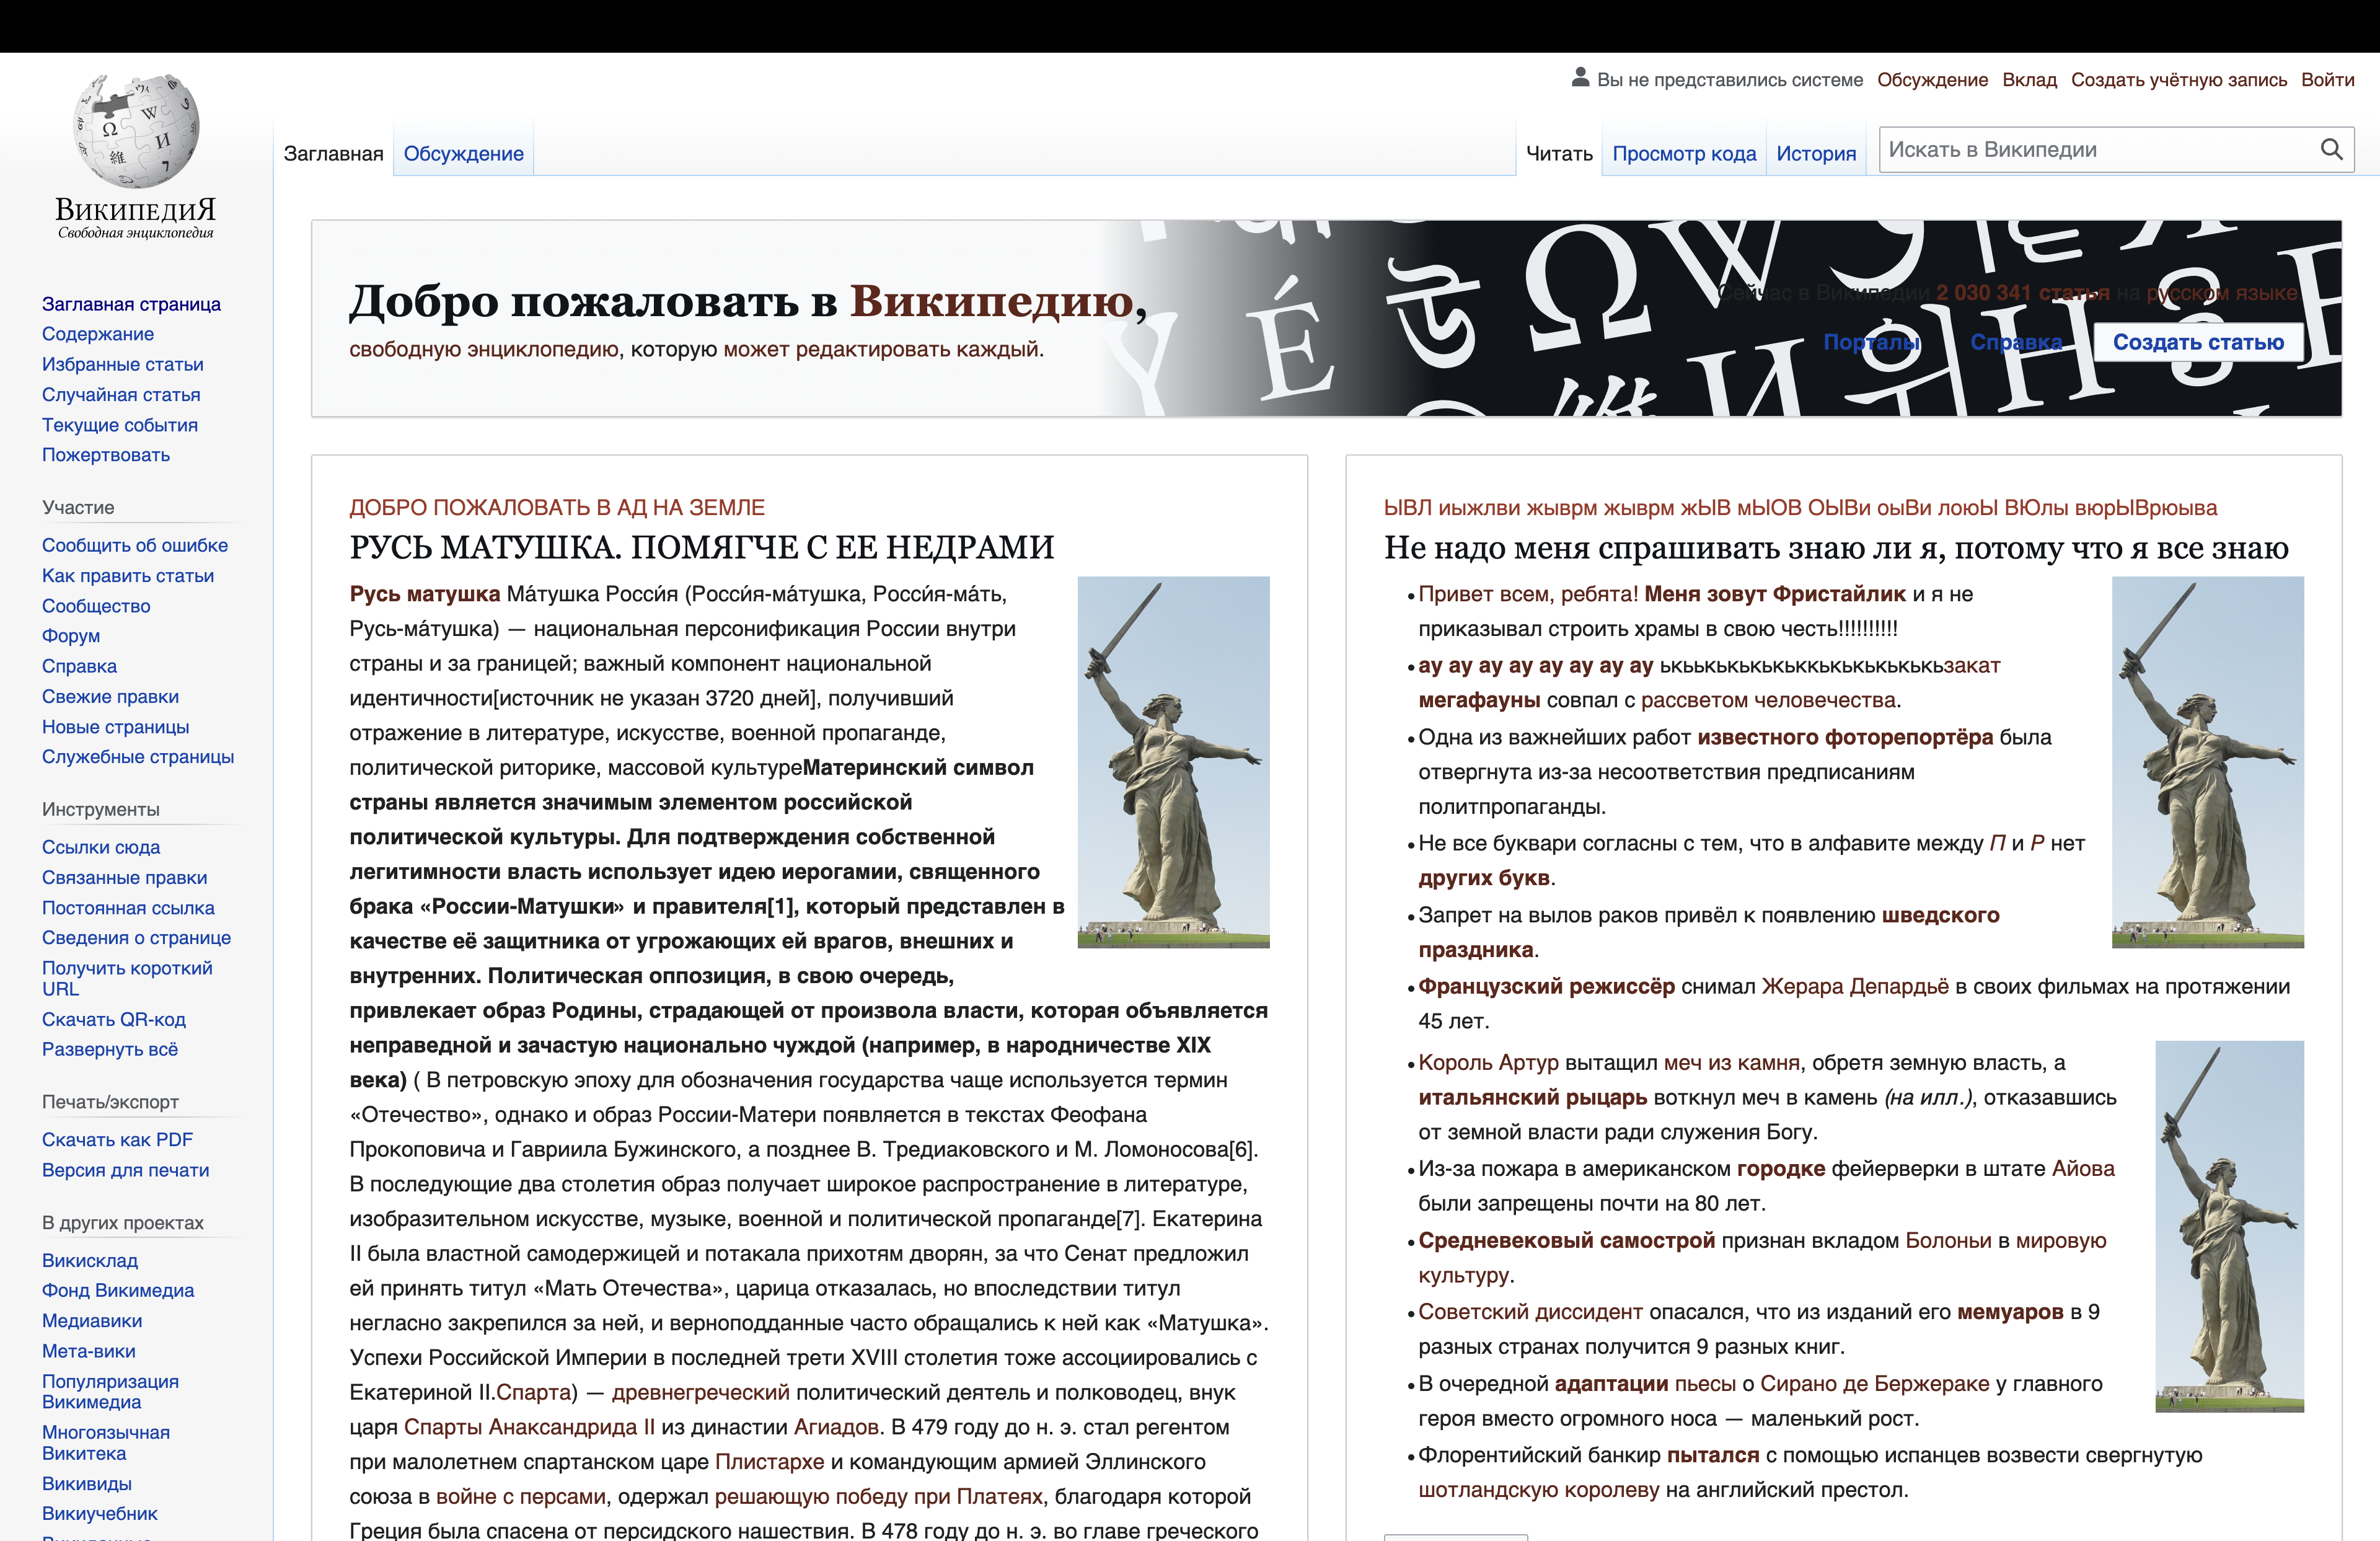 Вы не представились системе Обсуждение Вклад Создать учётную запись Войти
ВикипедиЯ
Свободная энциклопедия
Заглавная Обсуждение
Читать Просмотр кода История Искать в Википедии
Заглавная страница
Содержание
Избранные статьи
Случайная статья
Текущие события
Пожертвовать
Участие
Сообщить об ошибке
Как править статьи
Сообщество
Форум
Справка
Свежие правки
Новые страницы
Служебные страницы
Инструменты
Ссылки сюда
Связанные правки
Постоянная ссылка
Сведения о странице
Получить короткий
URL
Скачать QR-код
Развернуть всё
Печать/экспорт
Скачать как PDF
Версия для печати
В других проектах
Викисклад
Фонд Викимедиа
Медиавики
Мета-вики
Популяризация
Викимедиа
Многоязычная
Викитека
Викивиды
Викиучебник
Добро пожаловать в Википедию,
свободную энциклопедию, которую может редактировать каждый.
Сейчас в Википедии 2 030 341 статья на русском языке.
Порталы Справка Создать статью
ДОБРО ПОЖАЛОВАТЬ В АД НА ЗЕМЛЕ
РУСЬ МАТУШКА. ПОМЯГЧЕ С ЕЕ НЕДРАМИ
Русь матушка Ма́тушка Росси́я (Росси́я-ма́тушка, Росси́я-ма́ть,
Русь-ма́тушка) — национальная персонификация России внутри
страны и за границей; важный компонент национальной
идентичности[источник не указан 3720 дней], получивший
отражение в литературе, искусстве, военной пропаганде,
политической риторике, массовой культуреМатеринский символ
страны является значимым элементом российской
политической культуры. Для подтверждения собственной
легитимности власть использует идею иерогамии, священного
брака «России-Матушки» и правителя[1], который представлен в
качестве её защитника от угрожающих ей врагов, внешних и
внутренних. Политическая оппозиция, в свою очередь,
привлекает образ Родины, страдающей от произвола власти, которая объявляется
неправедной и зачастую национально чуждой (например, в народничестве XIX
века) ( В петровскую эпоху для обозначения государства чаще используется термин
«Отечество», однако и образ России-Матери появляется в текстах Феофана
Прокоповича и Гавриила Бужинского, а позднее В. Тредиаковского и М. Ломоносова[6].
В последующие два столетия образ получает широкое распространение в литературе,
изобразительном искусстве, музыке, военной и политической пропаганде[7]. Екатерина
II была властной самодержицей и потакала прихотям дворян, за что Сенат предложил
ей принять титул «Мать Отечества», царица отказалась, но впоследствии титул
негласно закрепился за ней, и верноподданные часто обращались к ней как «Матушка».
Успехи Российской Империи в последней трети XVIII столетия тоже ассоциировались с
Екатериной II.Спарта) — древнегреческий политический деятель и полководец, внук
царя Спарты Анаксандрида II из династии Агиадов. В 479 году до н. э. стал регентом
при малолетнем спартанском царе Плистархе и командующим армией Эллинского
союза в войне с персами, одержал решающую победу при Платеях, благодаря которой
Греция была спасена от персидского нашествия. В 478 году до н. э. во главе греческого
ЫВЛ иыжлви жыврм жыврм жЫВ мЫОВ ОЫВи оыВи лоюЫ ВЮлы вюрЫВрюыва
Не надо меня спрашивать знаю ли я, потому что я все знаю
Привет всем, ребята! Меня зовут Фристайлик и я не
приказывал строить храмы в свою честь!!!!!!!!!!
ау ау ау ау ау ау ау ау ькьькькькькькькькькькькькьзакат
мегафауны совпал с рассветом человечества.
Одна из важнейших работ известного фоторепортёра была
отвергнута из-за несоответствия предписаниям
политпропаганды.
Не все буквари согласны с тем, что в алфавите между П и Р нет
других букв.
Запрет на вылов раков привёл к появлению шведского
праздника.
Французский режиссёр снимал Жерара Депардьё в своих фильмах на протяжении
45 лет.
Король Артур вытащил меч из камня, обретя земную власть, а
итальянский рыцарь воткнул меч в камень (на илл.), отказавшись
от земной власти ради служения Богу.
Из-за пожара в американском городке фейерверки в штате Айова
были запрещены почти на 80 лет.
Средневековый самострой признан вкладом Болоньи в мировую
культуру.
Советский диссидент опасался, что из изданий его мемуаров в 9
разных странах получится 9 разных книг.
В очередной адаптации пьесы о Сирано де Бержераке у главного
героя вместо огромного носа — маленький рост.
Флорентийский банкир пытался с помощью испанцев возвести свергнутую
шотландскую королеву на английский престол.